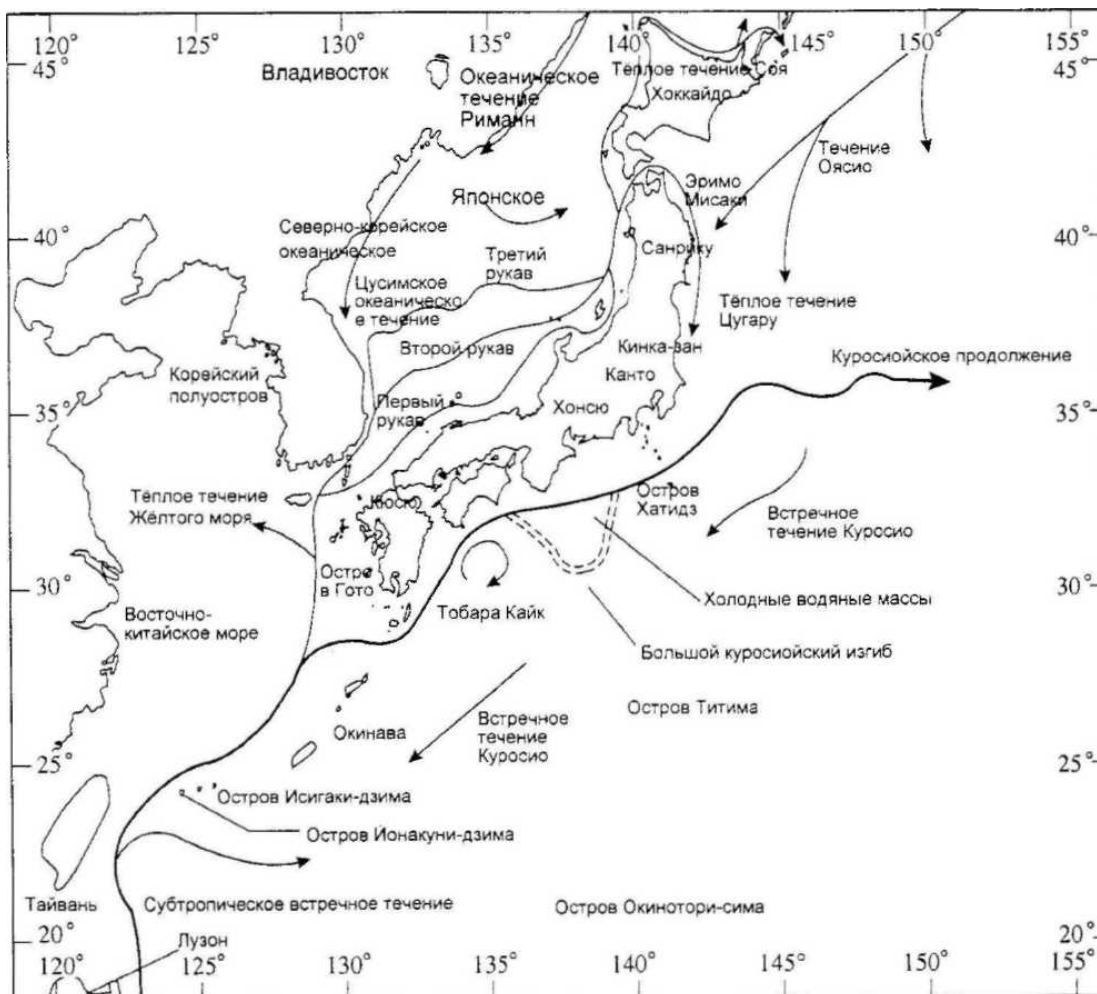 120° 125° 130° 135° 140° 145° 150° 155°
45°
45°
Владивосток
Океаническое
течение
Риманн
Тёплое течение Соя
Хоккайдо
Течение
Оясио
Эримо
Мисаки
Японское
Северно-корейское
океаническое
40°
40°
Третий
рукав
Санрику
Цусимское
океаническо
е течение
Тёплое течение
Цугару
Второй рукав
Кинка-зан
Куросиойское продолжение
Корейский
полуостров
Канто
35°
35°
Первый
рукав
Хонсю
Тёплое течение
Жёлтого моря
Кюсю
Остров
Хатидз
Встречное
течение Куросио
30°
30°
Остро
в Гото
Тобара Кайк
Холодные водяные массы
Восточно-
китайское море
Большой куросиойский изгиб
Остров Титима
Окинава
Встречное
течение
Куросио
25°
25°
Остров Исигаки-дзима
Остров Йонакуни-дзима
Тайвань
Субтропическое встречное течение
Остров Окинотори-сима
20°
20°
Лузон
120° 125° 130° 135° 140° 145° 150° 155°